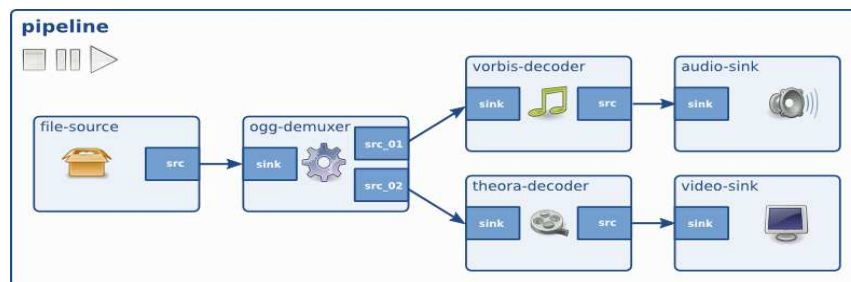 pipeline
file-source
src
ogg-demuxer
sink
src_01
src_02
vorbis-decoder
sink
src
audio-sink
sink
theora-decoder
sink
src
video-sink
sink